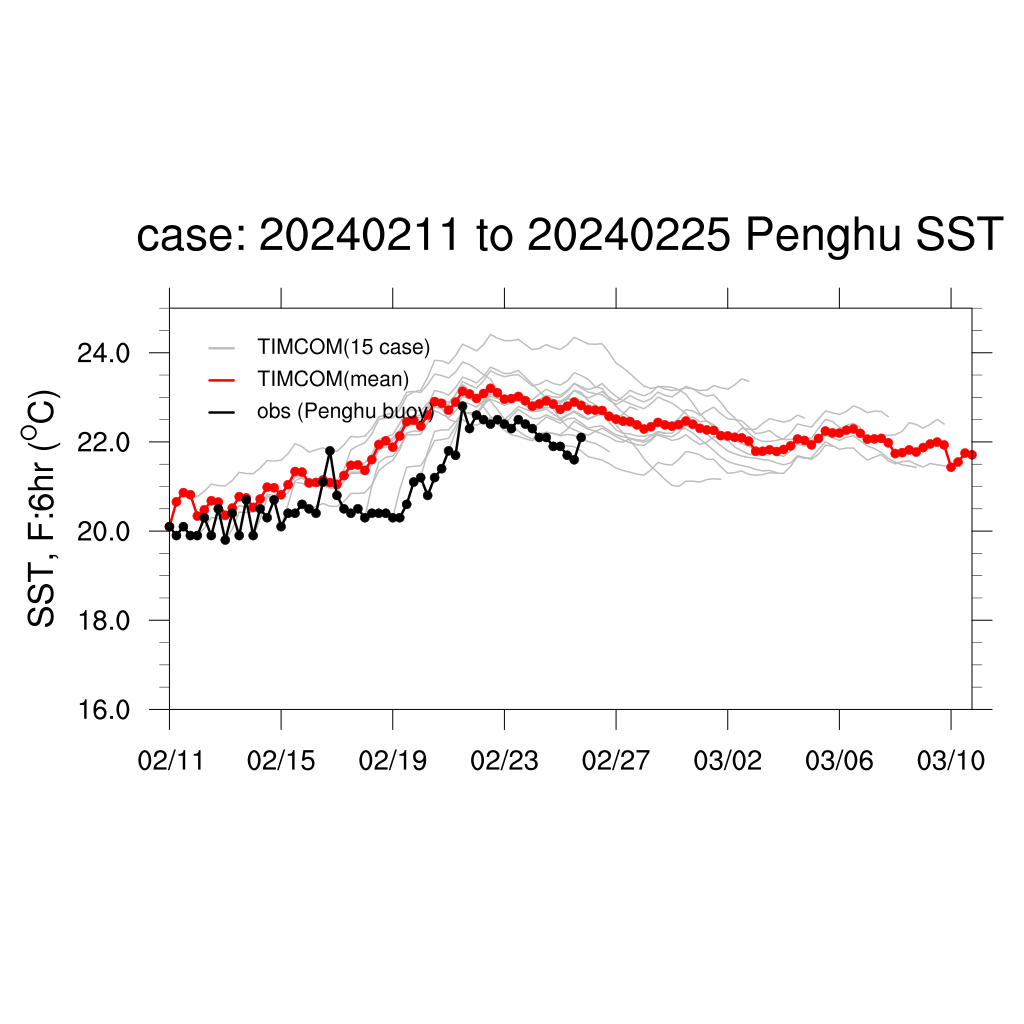 case: 20240211 to 20240225 Penghu SST
SST, F:6hr (°C)
24.0
22.0
20.0
18.0
16.0
TIMCOM(15 case)
TIMCOM(mean)
obs (Penghu buoy)
02/11 02/15 02/19 02/23 02/27 03/02 03/06 03/10